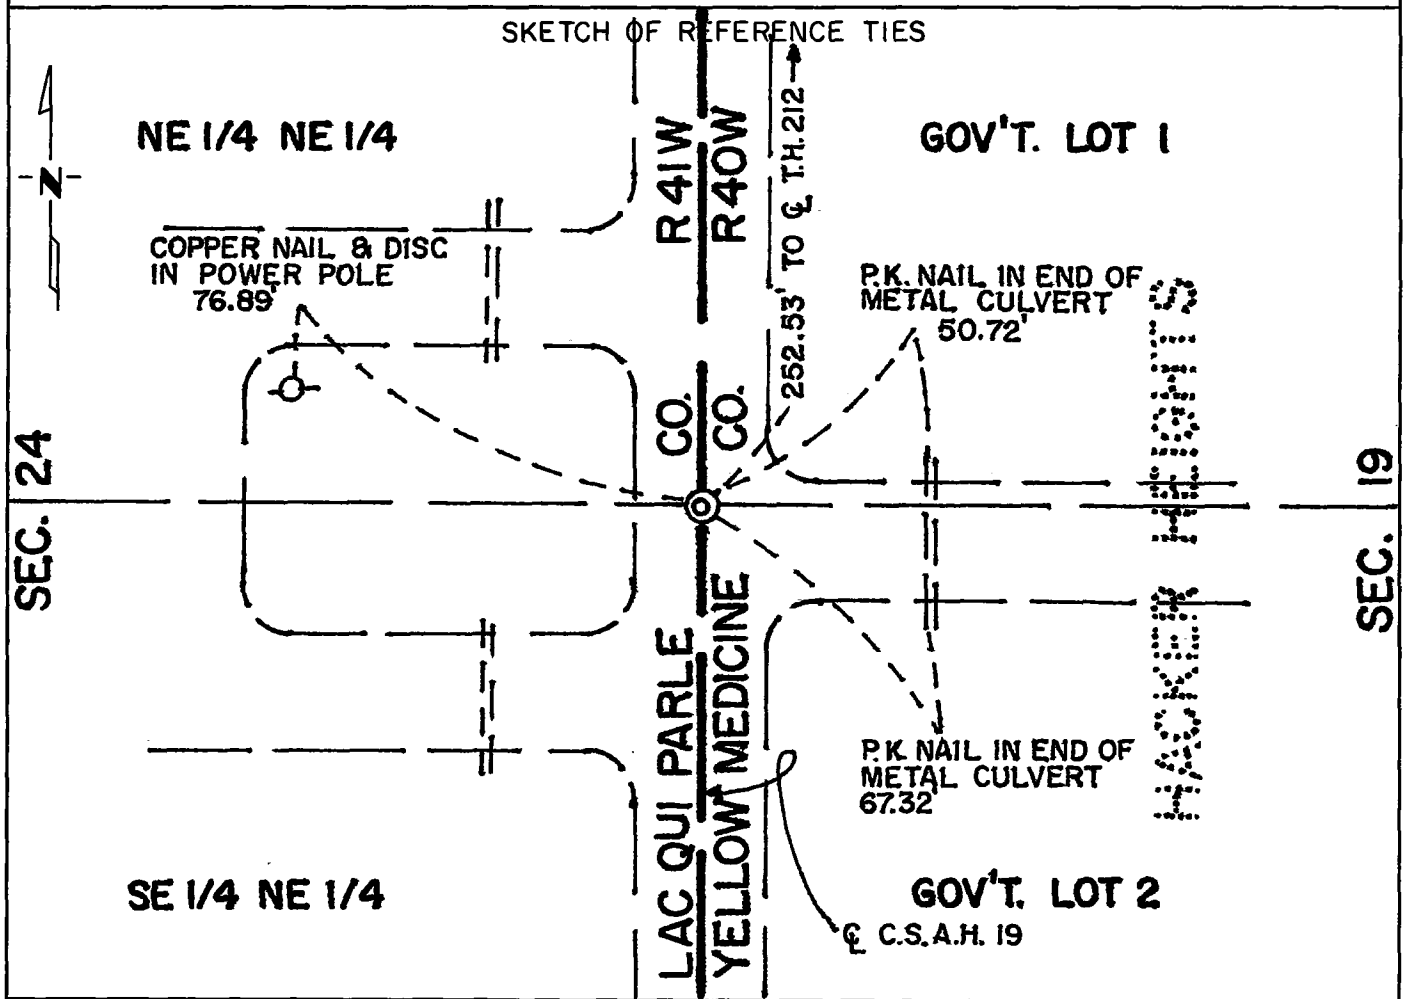 SKETCH OF REFERENCE TIES
N
NE 1/4 NE 1/4
R 41W
R 40W
252.53' TO ℄ T.H. 212
GOV'T. LOT 1
COPPER NAIL & DISC
IN POWER POLE
76.89'
P.K. NAIL IN END OF
METAL CULVERT
50.72'
SEC. 24
LAC QUI PARLE CO.
YELLOW MEDICINE CO.
HACKER HEIGHTS
SEC. 19
P.K. NAIL IN END OF
METAL CULVERT
67.32'
SE 1/4 NE 1/4
GOV'T. LOT 2
℄ C.S.A.H. 19